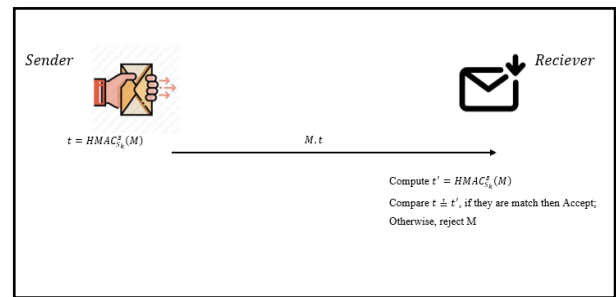 Sender
Reciever
t = HMAC^s_{S_k}(M)
M, t
Compute t′ = HMAC^s_{S_k}(M)
Compare t ≟ t′, if they are match then Accept;
Otherwise, reject M